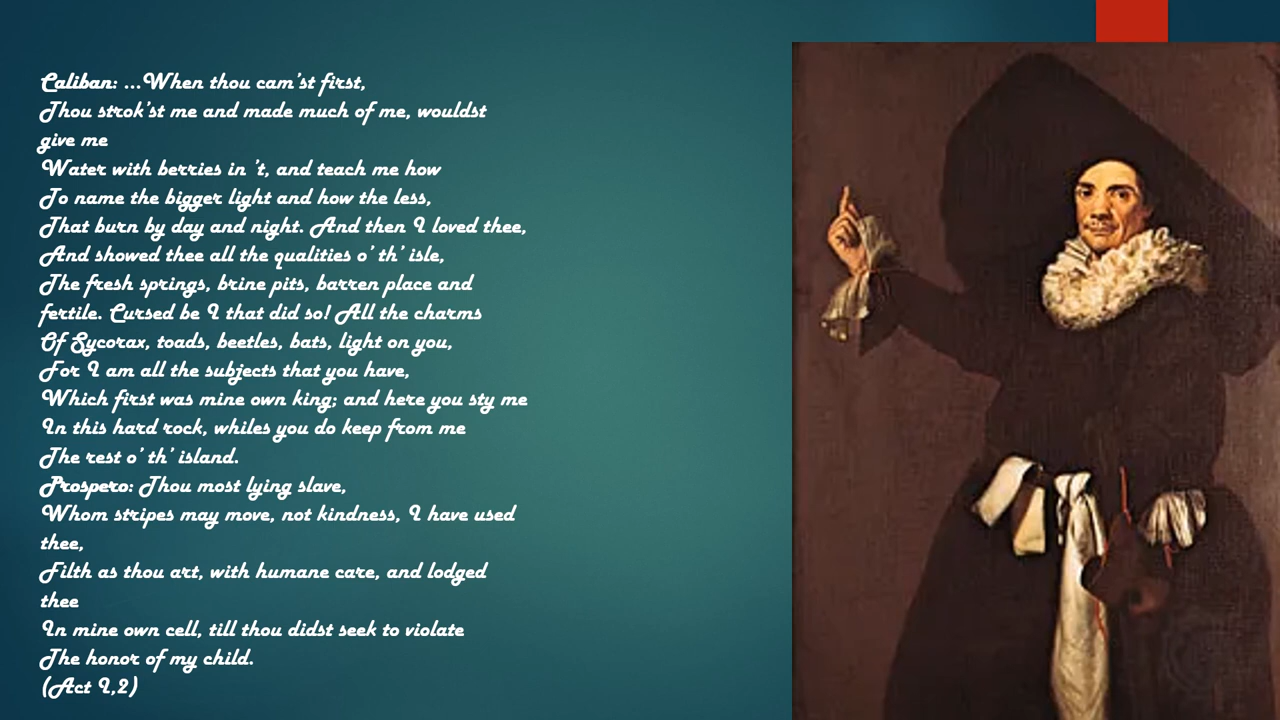 Caliban: ...When thou cam'st first,
Thou strok'st me and made much of me, wouldst
give me
Water with berries in 't, and teach me how
To name the bigger light and how the less,
That burn by day and night. And then I loved thee,
And showed thee all the qualities o' th' isle,
The fresh springs, brine pits, barren place and
fertile. Cursed be I that did so! All the charms
Of Sycorax, toads, beetles, bats, light on you,
For I am all the subjects that you have,
Which first was mine own king; and here you sty me
In this hard rock, whiles you do keep from me
The rest o' th' island.
Prospero: Thou most lying slave,
Whom stripes may move, not kindness, I have used
thee,
Filth as thou art, with humane care, and lodged
thee
In mine own cell, till thou didst seek to violate
The honor of my child.
(Act I,2)